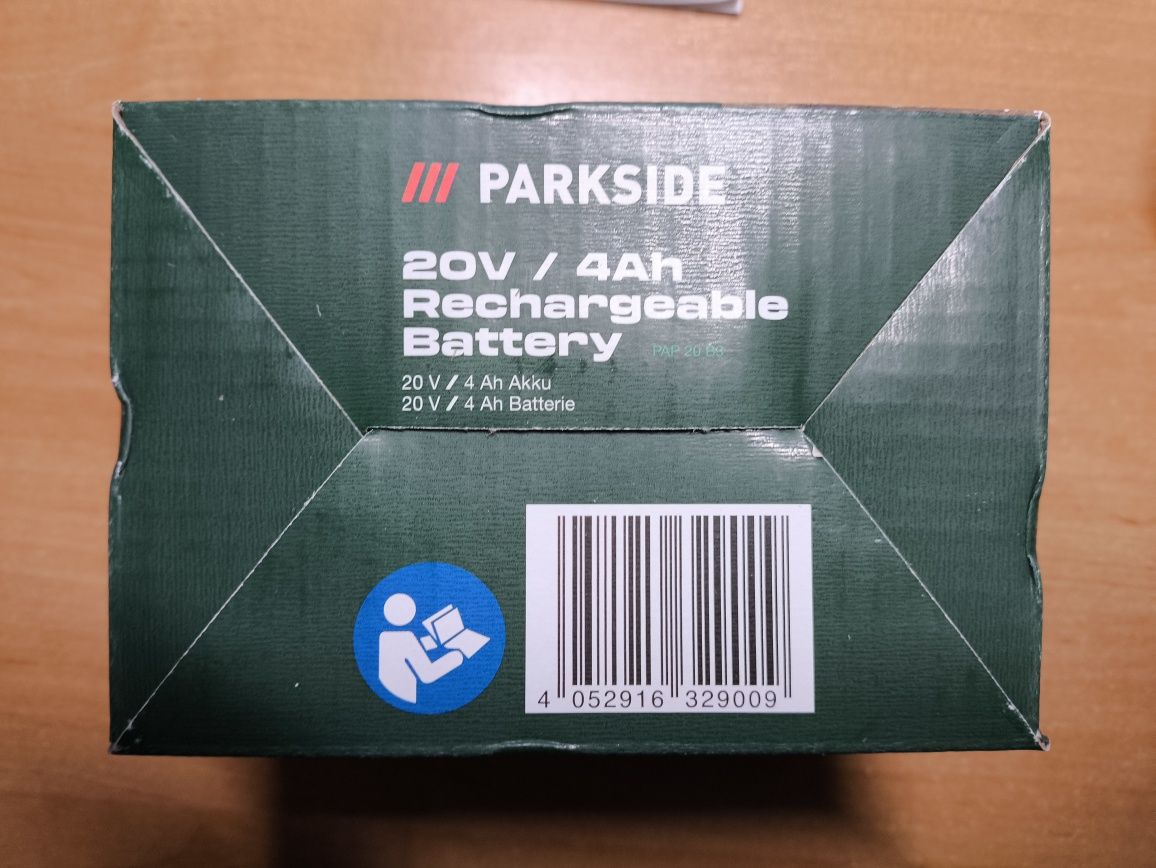 PARKSIDE
20V / 4Ah
Rechargeable
Battery PAP 20 B3
20 V / 4 Ah Akku
20 V / 4 Ah Batterie
4 052916 329009